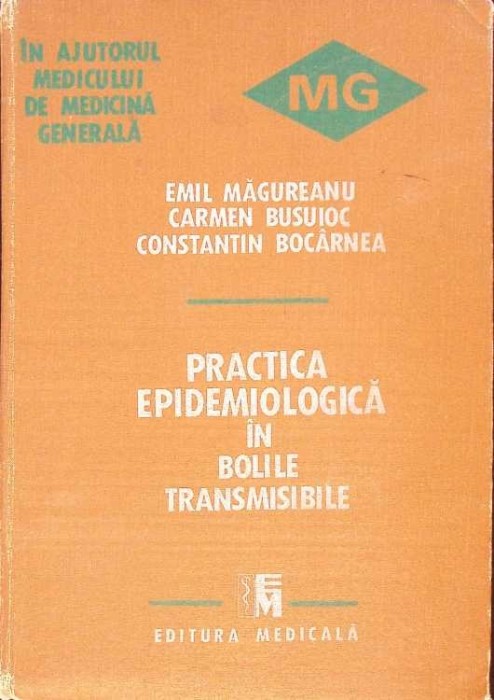 ÎN AJUTORUL
MEDICULUI
DE MEDICINĂ
GENERALĂ
MG
EMIL MĂGUREANU
CARMEN BUSUIOC
CONSTANTIN BOCÂRNEA
PRACTICA
EPIDEMIOLOGICĂ
ÎN
BOLILE
TRANSMISIBILE
EM
EDITURA MEDICALĂ